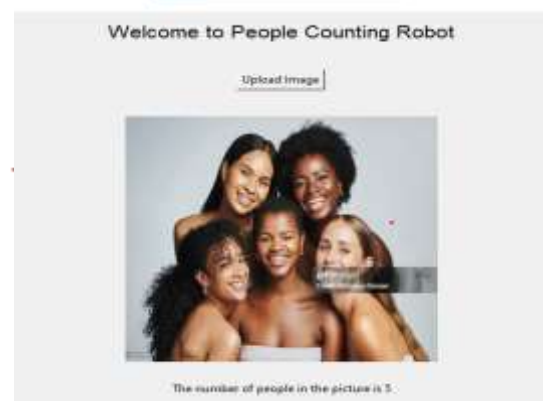 Welcome to People Counting Robot
Upload Image
The number of people in the picture is 5